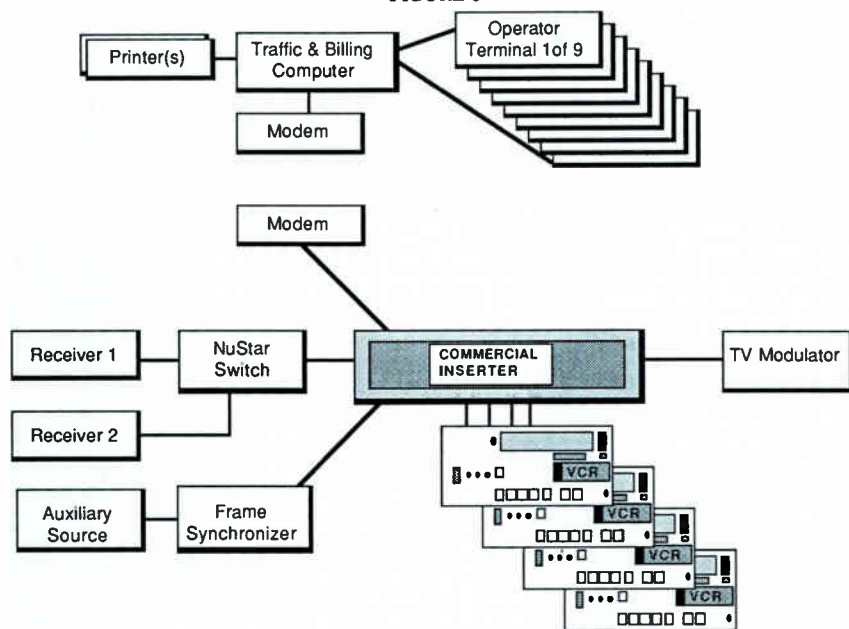 Printer(s)
Traffic & Billing
Computer
Operator
Terminal 1of 9
Modem
Modem
Receiver 1
NuStar
Switch
COMMERCIAL
INSERTER
TV Modulator
Receiver 2
Auxiliary
Source
Frame
Synchronizer
VCR
VCR
VCR
VCR